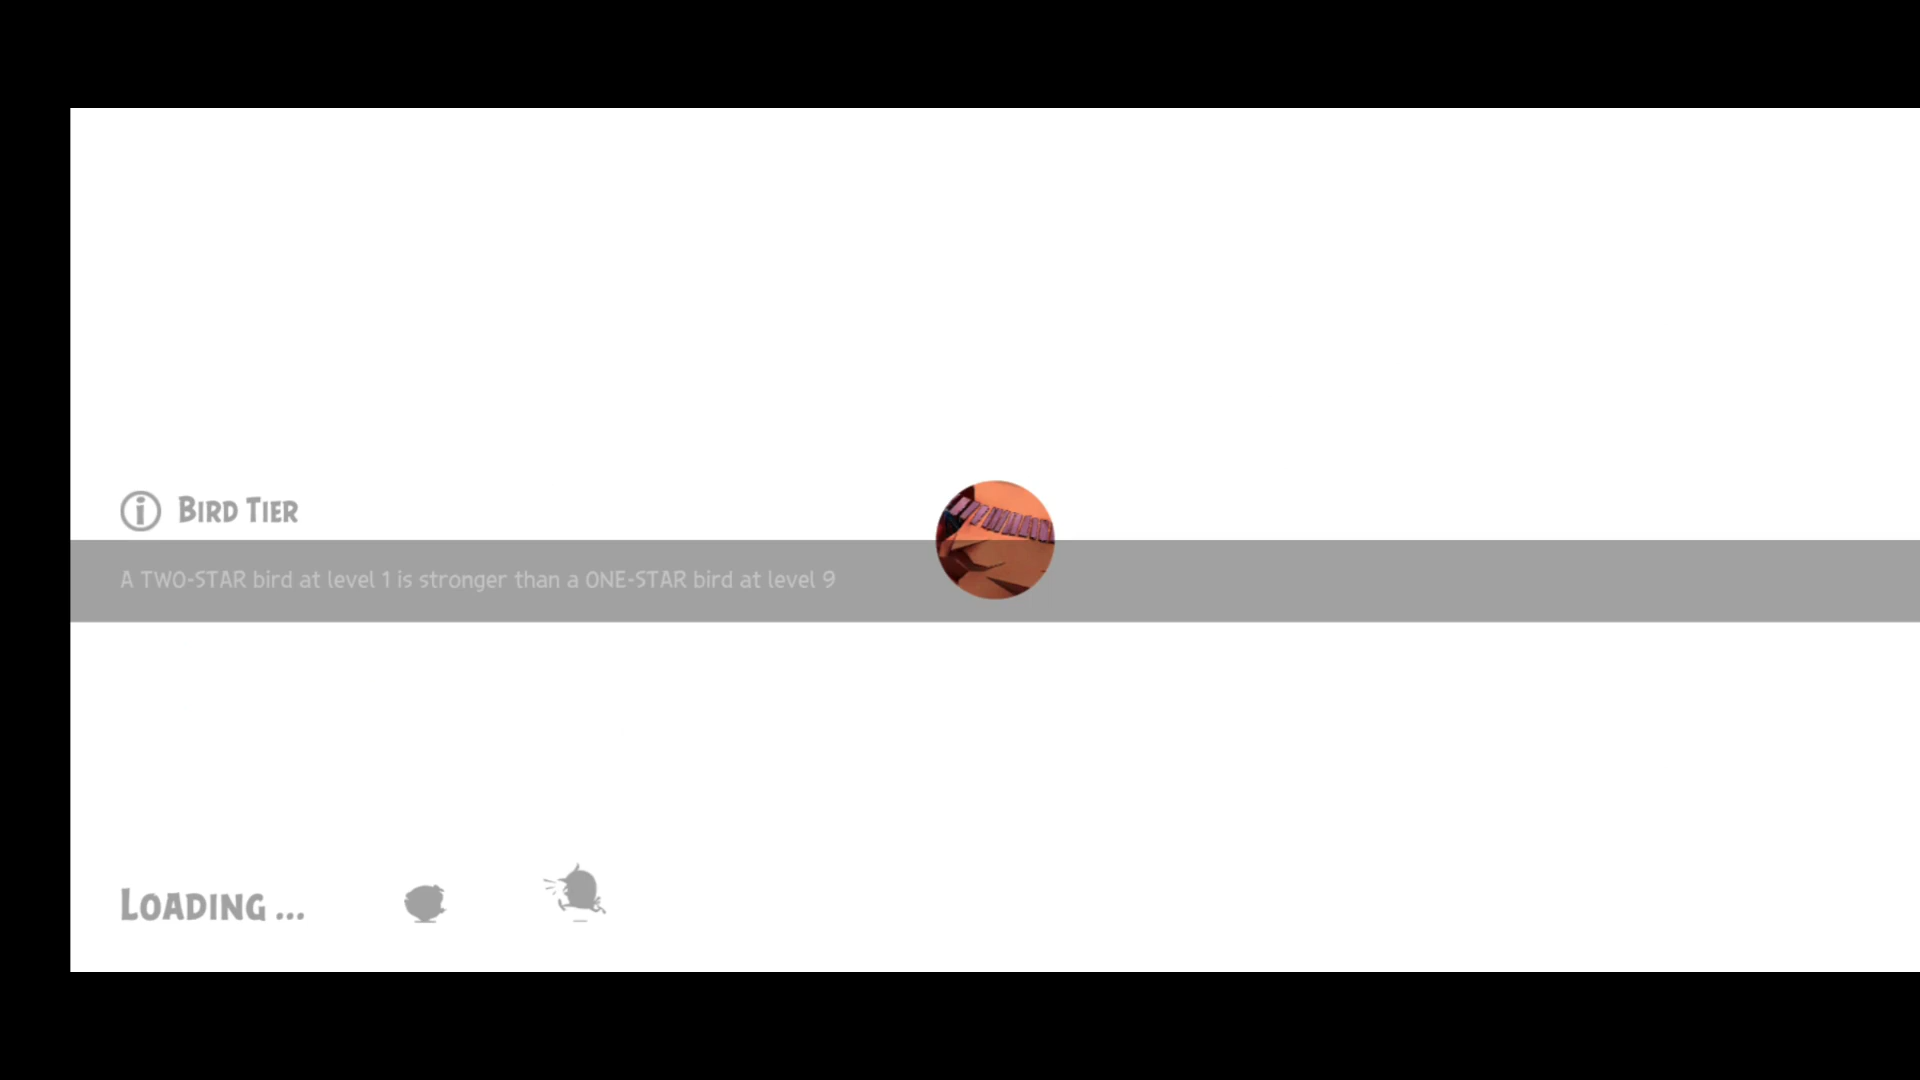 Bird Tier
A TWO-STAR bird at level 1 is stronger than a ONE-STAR bird at level 9
Loading ...